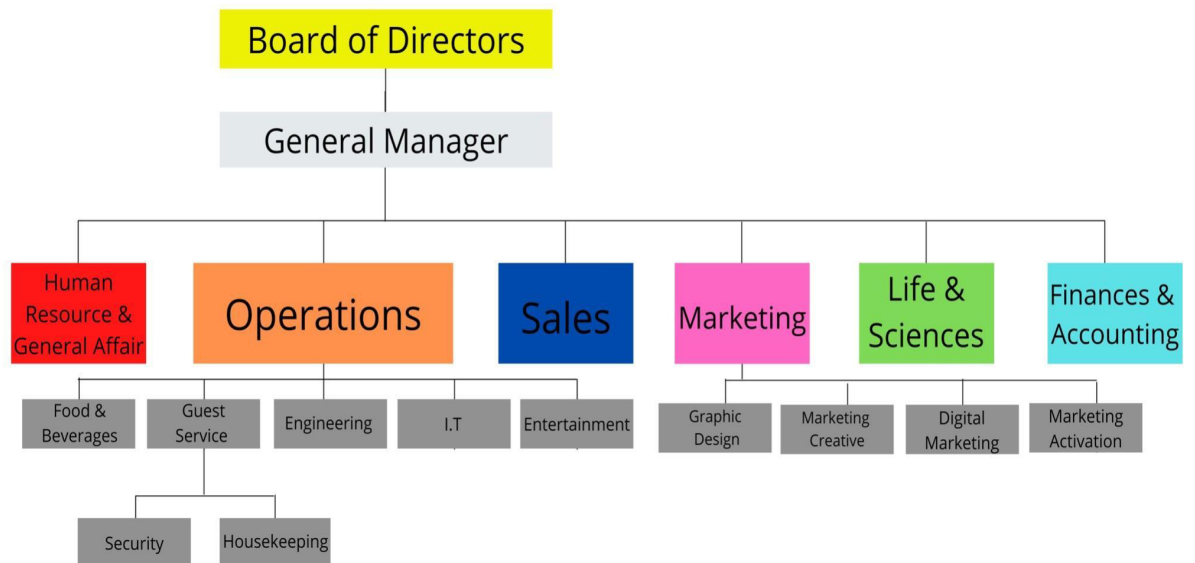 Board of Directors
General Manager
Human
Resource &
General Affair
Operations
Sales
Marketing
Life &
Sciences
Finances &
Accounting
Food &
Beverages
Guest
Service
Engineering
I.T
Entertainment
Graphic
Design
Marketing
Creative
Digital
Marketing
Marketing
Activation
Security
Housekeeping